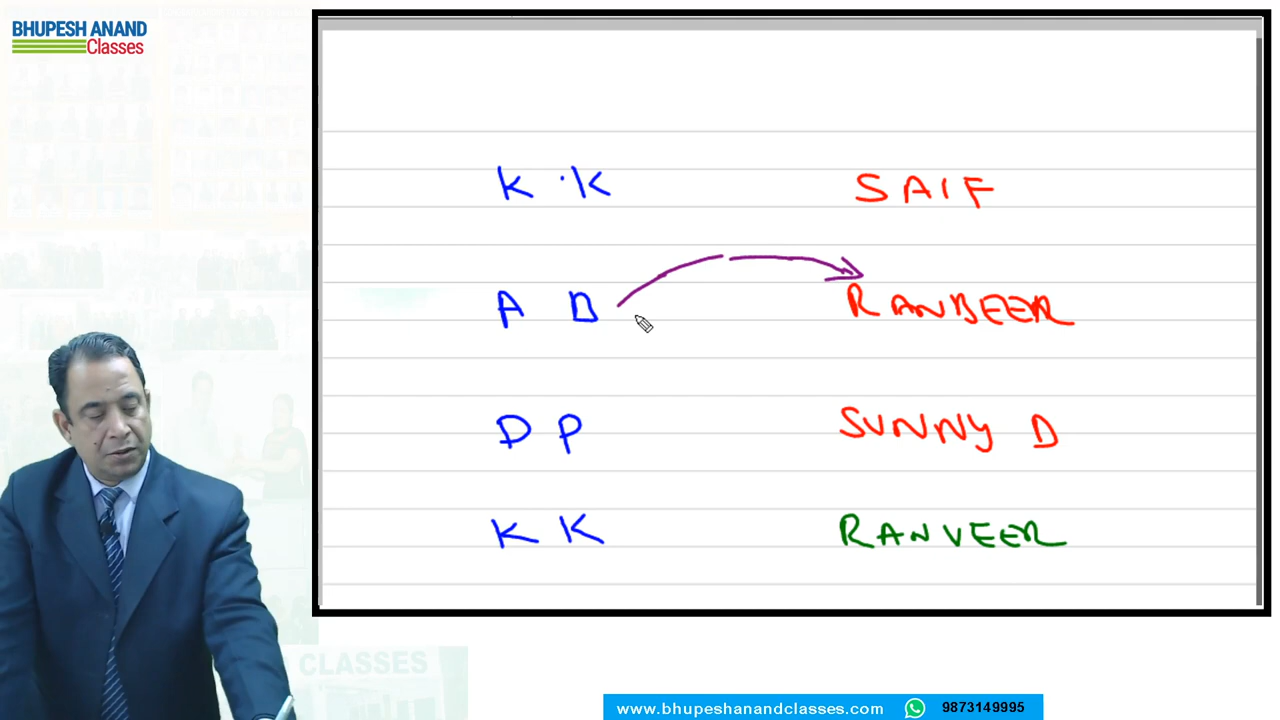 BHUPESH ANAND
Classes
K .K SAIF
A B RANBEER
D P SUNNY D
K K RANVEER
CLASSES
www.bhupeshanandclasses.com 9873149995